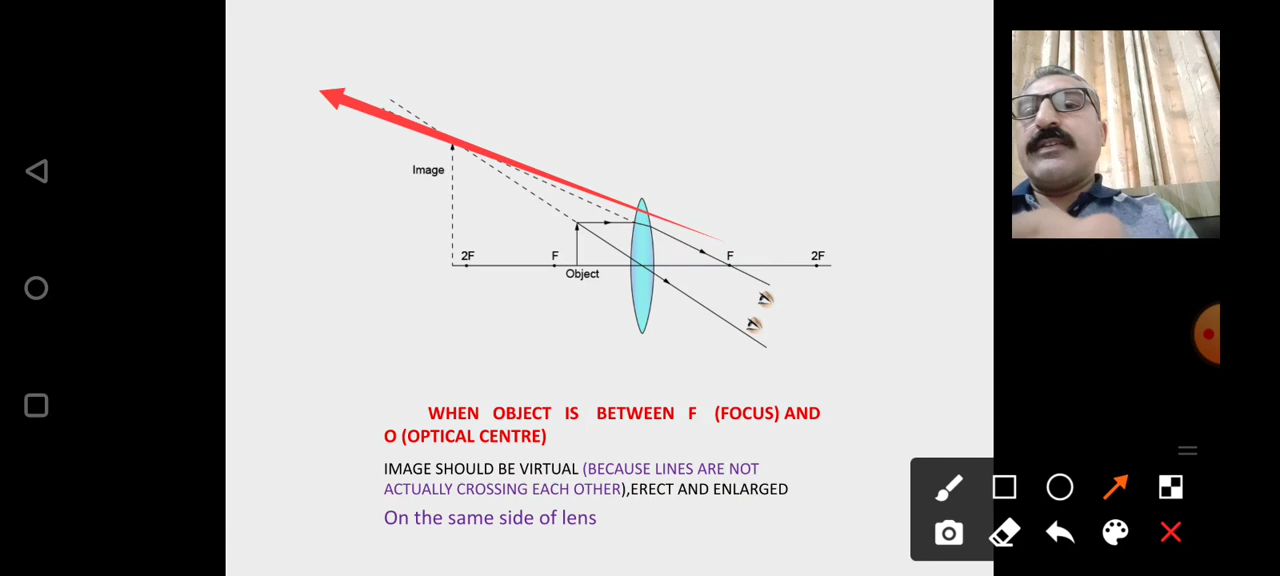 Image
2F
F
Object
F
2F
WHEN OBJECT IS BETWEEN F (FOCUS) AND
O (OPTICAL CENTRE)
IMAGE SHOULD BE VIRTUAL (BECAUSE LINES ARE NOT
ACTUALLY CROSSING EACH OTHER),ERECT AND ENLARGED
On the same side of lens